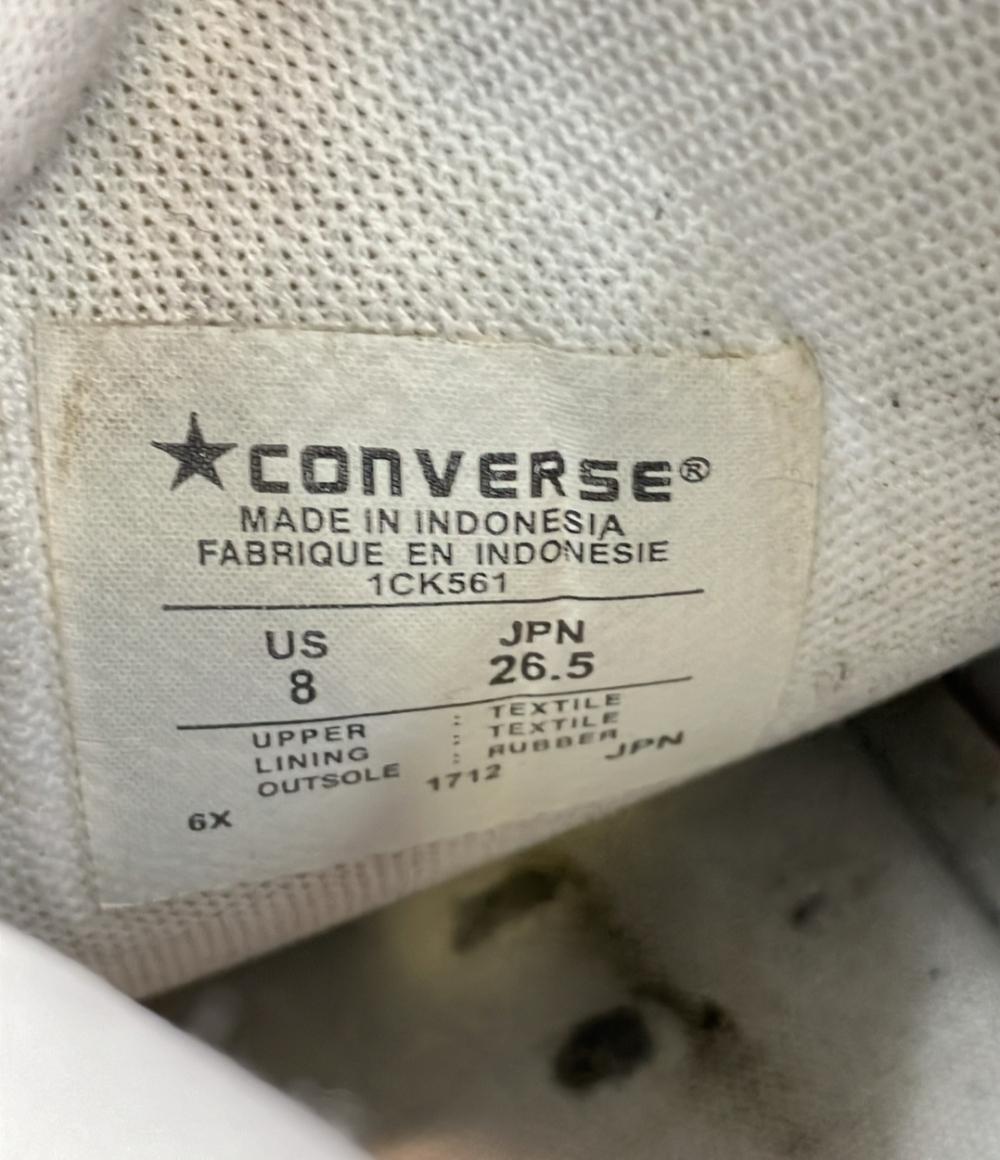 ★CONVERSE®
MADE IN INDONESIA
FABRIQUE EN INDONESIE
1CK561
US JPN
8 26.5
UPPER : TEXTILE
LINING : TEXTILE
OUTSOLE : RUBBER
1712 JPN
6X